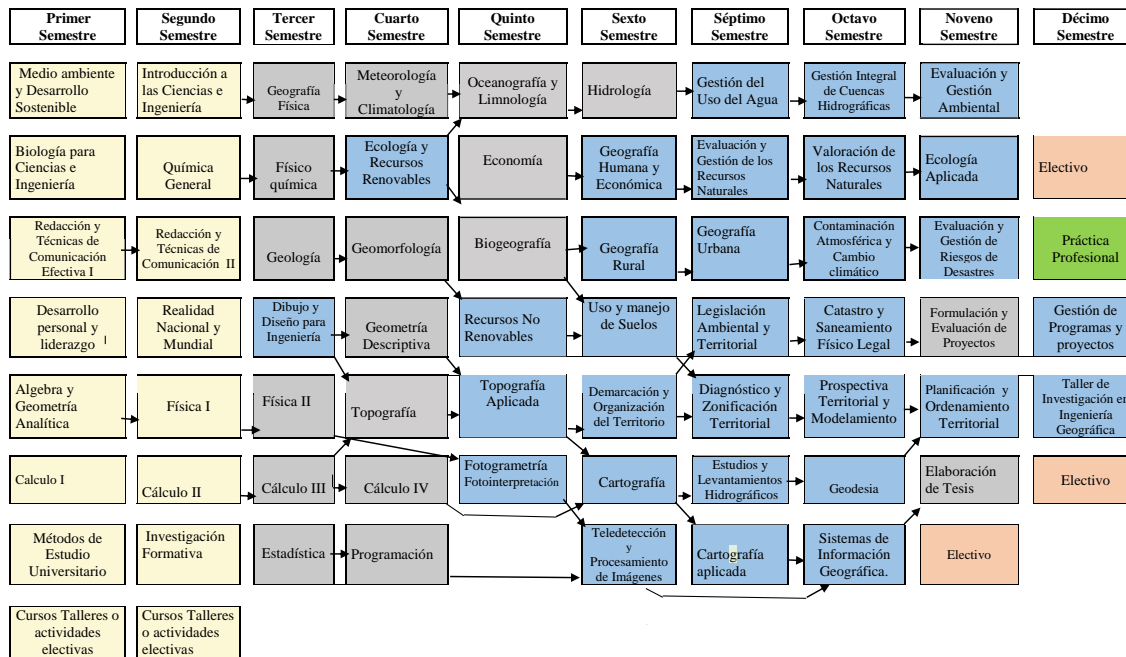 Primer
Semestre
Segundo
Semestre
Tercer
Semestre
Cuarto
Semestre
Quinto
Semestre
Sexto
Semestre
Séptimo
Semestre
Octavo
Semestre
Noveno
Semestre
Décimo
Semestre
Medio ambiente
y Desarrollo
Sostenible
Introducción a
las Ciencias e
Ingeniería
Geografía
Física
Meteorología
y
Climatología
Oceanografía y
Limnología
Hidrología
Gestión del
Uso del Agua
Gestión Integral
de Cuencas
Hidrográficas
Evaluación y
Gestión
Ambiental
Biología para
Ciencias e
Ingeniería
Química
General
Físico
química
Ecología y
Recursos
Renovables
Economía
Geografía
Humana y
Económica
Evaluación y
Gestión de los
Recursos
Naturales
Valoración de
los Recursos
Naturales
Ecología
Aplicada
Electivo
Redacción y
Técnicas de
Comunicación
Efectiva I
Redacción y
Técnicas de
Comunicación II
Geología
Geomorfología
Biogeografía
Geografía
Rural
Geografía
Urbana
Contaminación
Atmosférica y
Cambio
climático
Evaluación y
Gestión de
Riesgos de
Desastres
Práctica
Profesional
Desarrollo
personal y
liderazgo
Realidad
Nacional y
Mundial
Dibujo y
Diseño para
Ingeniería
Geometría
Descriptiva
Recursos No
Renovables
Uso y manejo
de Suelos
Legislación
Ambiental y
Territorial
Catastro y
Saneamiento
Físico Legal
Formulación y
Evaluación de
Proyectos
Gestión de
Programas y
proyectos
Algebra y
Geometría
Analítica
Física I
Física II
Topografía
Topografía
Aplicada
Demarcación y
Organización
del Territorio
Diagnóstico y
Zonificación
Territorial
Prospectiva
Territorial y
Modelamiento
Planificación y
Ordenamiento
Territorial
Taller de
Investigación en
Ingeniería
Geográfica
Calculo I
Cálculo II
Cálculo III
Cálculo IV
Fotogrametría
Fotointerpretación
Cartografía
Estudios y
Levantamientos
Hidrográficos
Geodesia
Elaboración
de Tesis
Electivo
Métodos de
Estudio
Universitario
Investigación
Formativa
Estadística
Programación
Teledetección
y
Procesamiento
de Imágenes
Cartografía
aplicada
Sistemas de
Información
Geográfica.
Electivo
Cursos Talleres o
actividades
electivas
Cursos Talleres
o actividades
electivas